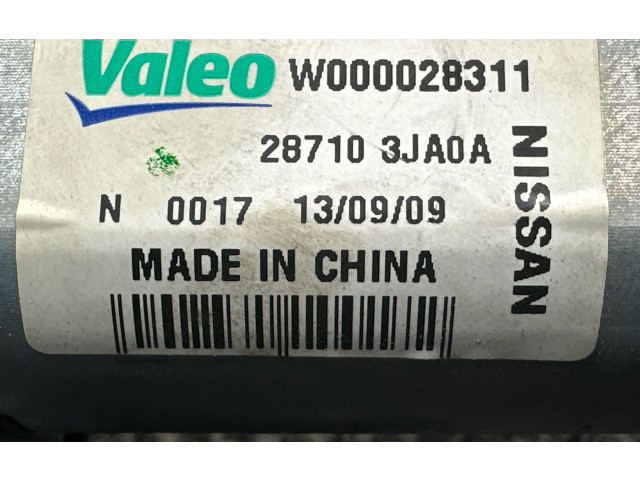 Valeo W000028311
28710 3JA0A
N 0017 13/09/09
MADE IN CHINA
NISSAN